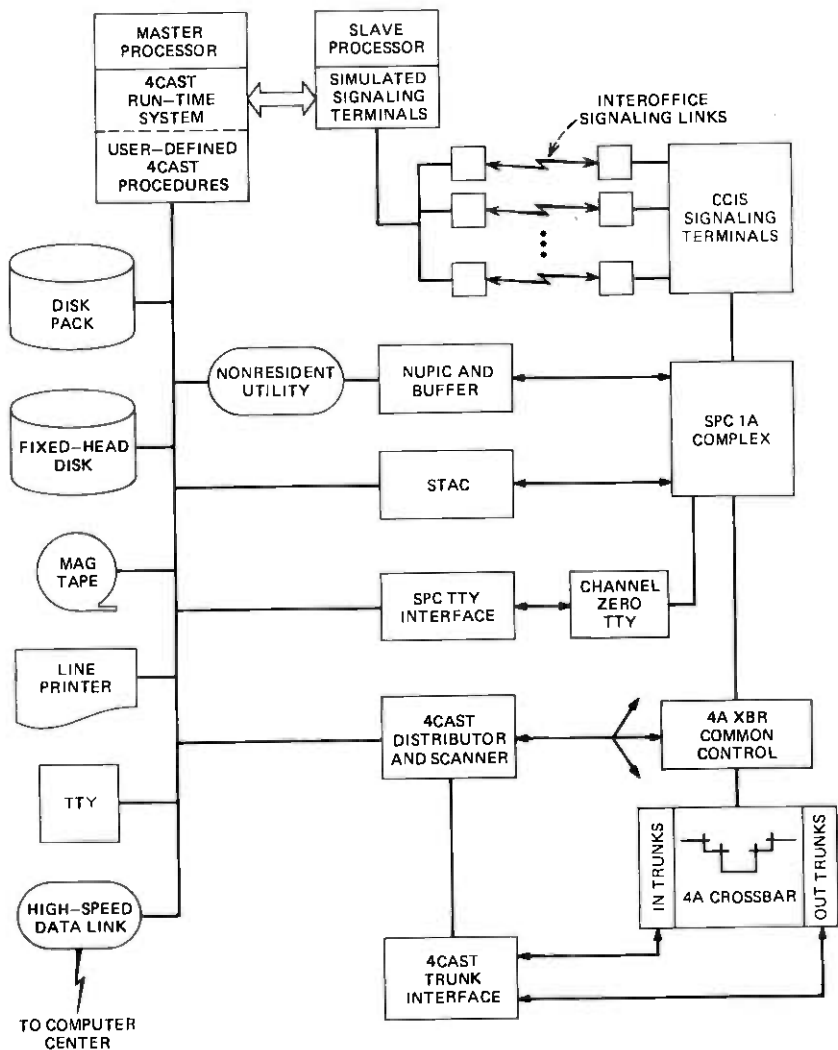 MASTER
PROCESSOR
4CAST
RUN-TIME
SYSTEM
USER-DEFINED
4CAST
PROCEDURES
SLAVE
PROCESSOR
SIMULATED
SIGNALING
TERMINALS
INTEROFFICE
SIGNALING LINKS
CCIS
SIGNALING
TERMINALS
DISK
PACK
NONRESIDENT
UTILITY
NUPIC AND
BUFFER
SPC 1A
COMPLEX
FIXED-HEAD
DISK
STAC
MAG
TAPE
SPC TTY
INTERFACE
CHANNEL
ZERO
TTY
LINE
PRINTER
4CAST
DISTRIBUTOR
AND SCANNER
4A XBR
COMMON
CONTROL
TTY
IN TRUNKS
4A CROSSBAR
OUT TRUNKS
HIGH-SPEED
DATA LINK
4CAST
TRUNK
INTERFACE
TO COMPUTER
CENTER